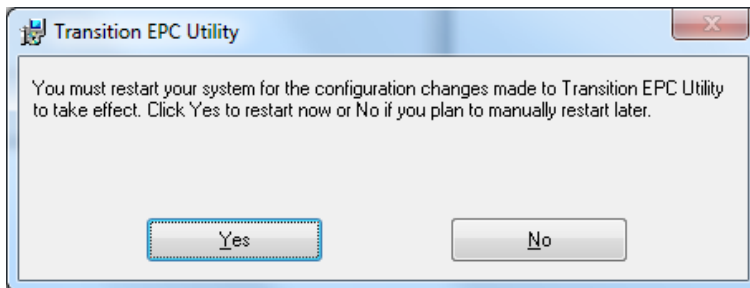 Transition EPC Utility
You must restart your system for the configuration changes made to Transition EPC Utility
to take effect. Click Yes to restart now or No if you plan to manually restart later.
Yes
No